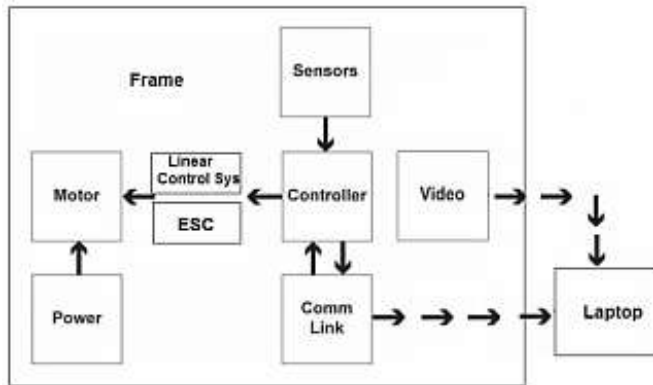 Sensors
Frame
Linear
Control Sys
Motor
Controller
Video
ESC
Power
Comm
Link
Laptop